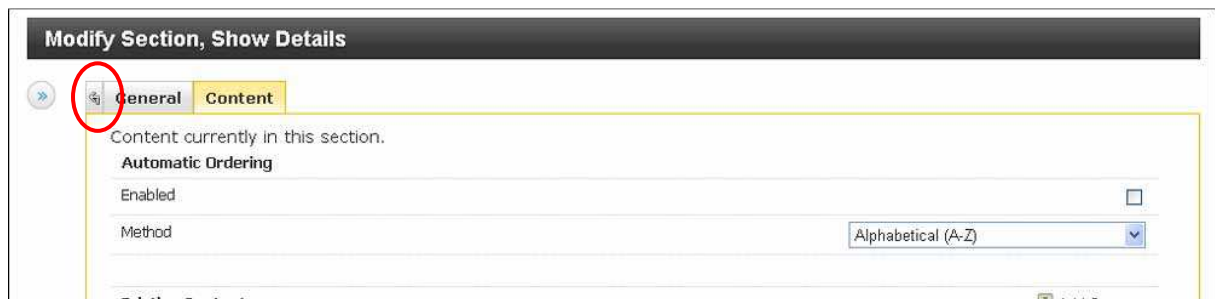 Modify Section, Show Details
General Content
Content currently in this section.
Automatic Ordering
Enabled
Method Alphabetical (A-Z)